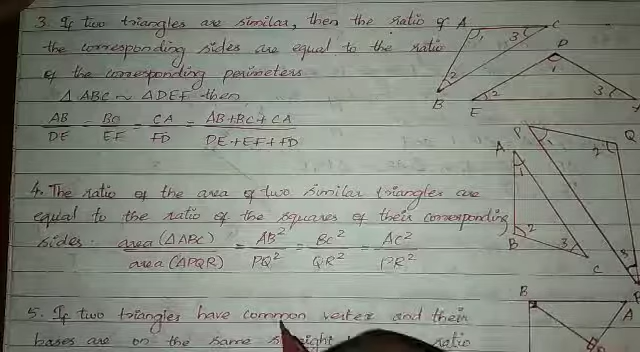 3. If two triangles are similar, then the ratio of
the corresponding sides are equal to the ratio
of the corresponding perimeters
Δ ABC ~ ΔDEF then
AB/DE = BC/EF = CA/FD = AB+BC+CA/DE+EF+FD
A 1 C 3 2 B
D 1 E 2 3
4. The ratio of the area of two similar triangles are
equal to the ratio of the squares of their corresponding
sides. area (ΔABC)/area (ΔPQR) = AB²/PQ² = BC²/QR² = AC²/PR²
A 1 B 2 3 C
P 1 2 Q 3 R
5. If two triangles have common vertex and their
bases are on the same ratio
B A